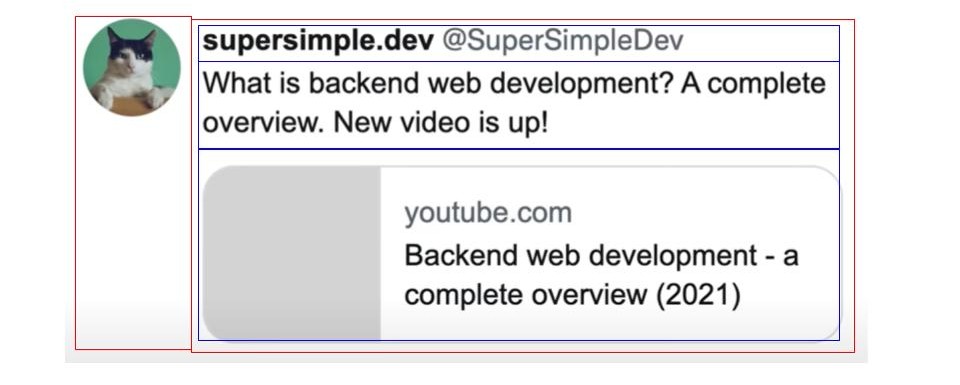 supersimple.dev @SuperSimpleDev
What is backend web development? A complete
overview. New video is up!
youtube.com
Backend web development - a
complete overview (2021)